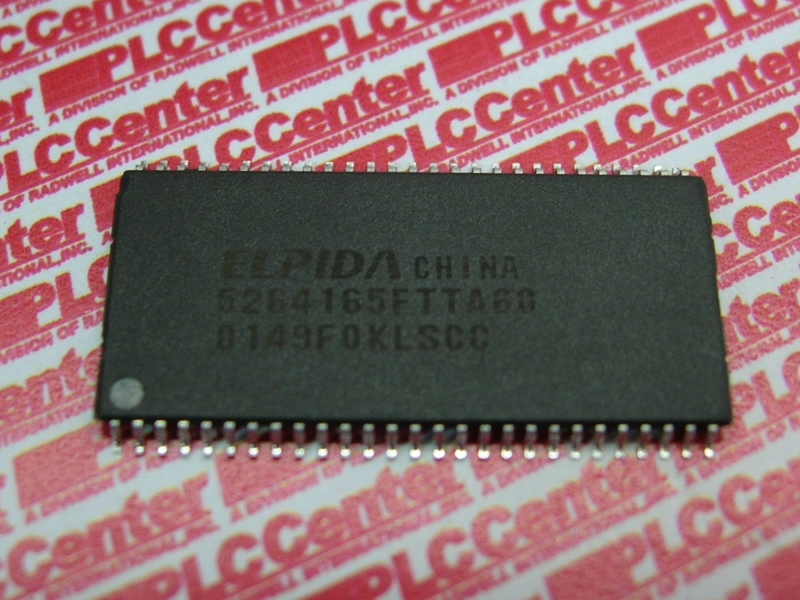 PLCCenter
A DIVISION OF RADWELL INTERNATIONAL, INC.
ELPIDA CHINA
5264165FTTA60
0149F0KLSCC